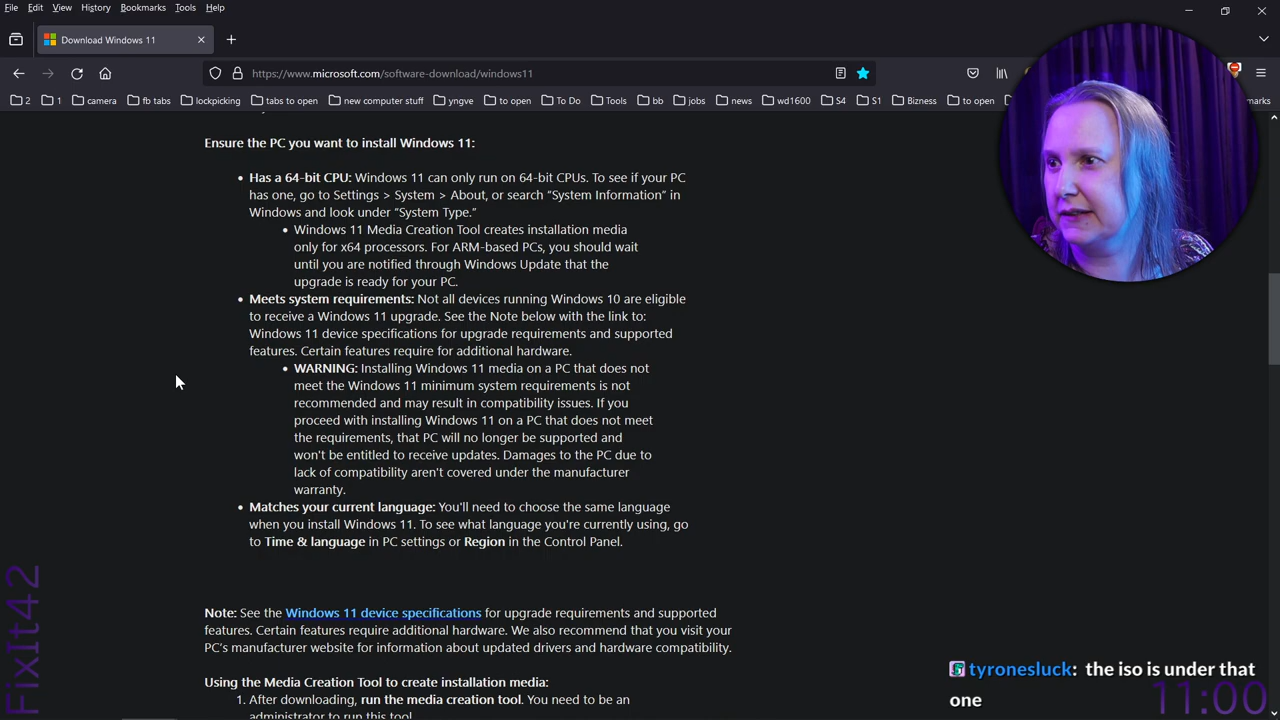 File Edit View History Bookmarks Tools Help
Download Windows 11
https://www.microsoft.com/software-download/windows11
2 1 camera fb tabs lockpicking tabs to open new computer stuff yngve to open To Do Tools bb jobs news wd1600 S4 S1 Bizness to open
Ensure the PC you want to install Windows 11:
• Has a 64-bit CPU: Windows 11 can only run on 64-bit CPUs. To see if your PC
has one, go to Settings > System > About, or search “System Information” in
Windows and look under “System Type.”
• Windows 11 Media Creation Tool creates installation media
only for x64 processors. For ARM-based PCs, you should wait
until you are notified through Windows Update that the
upgrade is ready for your PC.
• Meets system requirements: Not all devices running Windows 10 are eligible
to receive a Windows 11 upgrade. See the Note below with the link to:
Windows 11 device specifications for upgrade requirements and supported
features. Certain features require for additional hardware.
• WARNING: Installing Windows 11 media on a PC that does not
meet the Windows 11 minimum system requirements is not
recommended and may result in compatibility issues. If you
proceed with installing Windows 11 on a PC that does not meet
the requirements, that PC will no longer be supported and
won't be entitled to receive updates. Damages to the PC due to
lack of compatibility aren't covered under the manufacturer
warranty.
• Matches your current language: You'll need to choose the same language
when you install Windows 11. To see what language you're currently using, go
to Time & language in PC settings or Region in the Control Panel.
Note: See the Windows 11 device specifications for upgrade requirements and supported
features. Certain features require additional hardware. We also recommend that you visit your
PC's manufacturer website for information about updated drivers and hardware compatibility.
Using the Media Creation Tool to create installation media:
1. After downloading, run the media creation tool. You need to be an
administrator to run this tool.
FixIt42
tyronesluck: the iso is under that
one
11:00